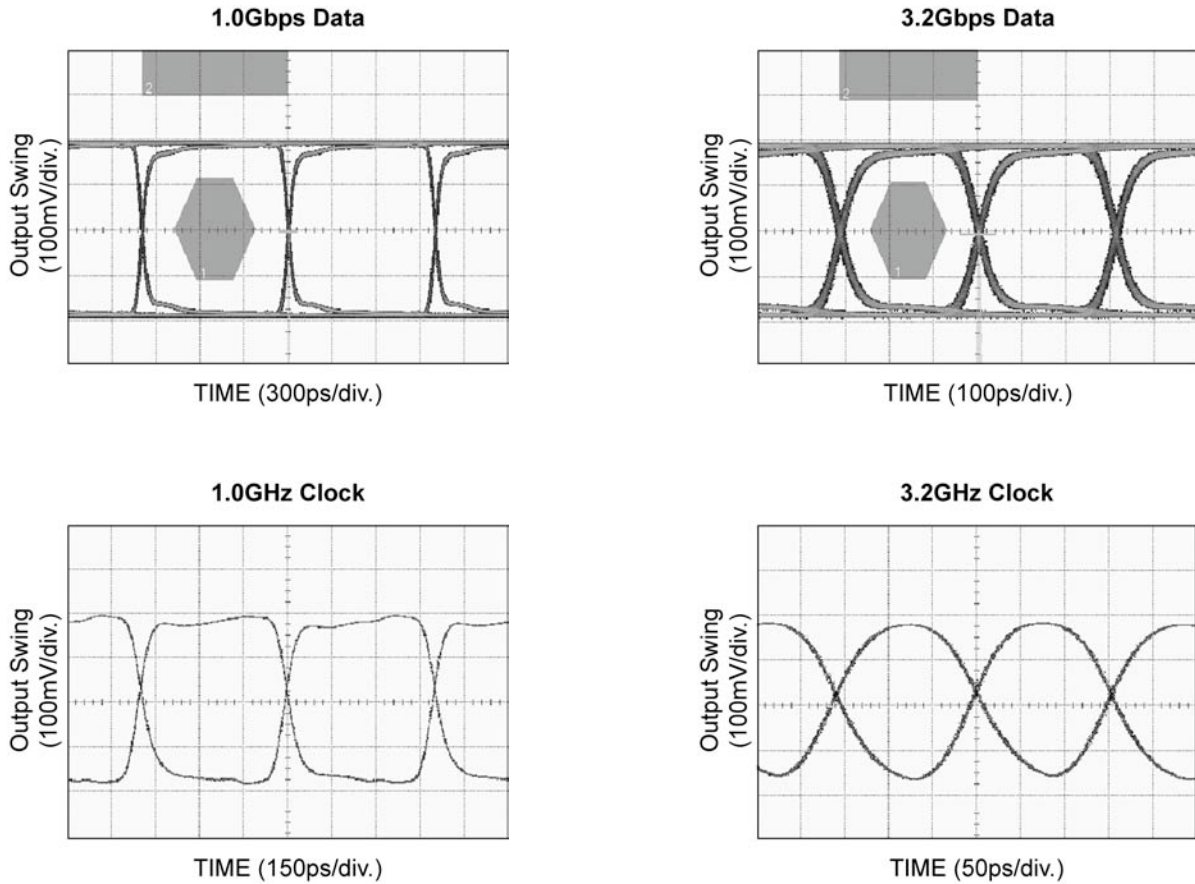 1.0Gbps Data
3.2Gbps Data
2
2
Output Swing
(100mV/div.)
Output Swing
(100mV/div.)
1
1
TIME (300ps/div.)
TIME (100ps/div.)
1.0GHz Clock
3.2GHz Clock
Output Swing
(100mV/div.)
Output Swing
(100mV/div.)
TIME (150ps/div.)
TIME (50ps/div.)